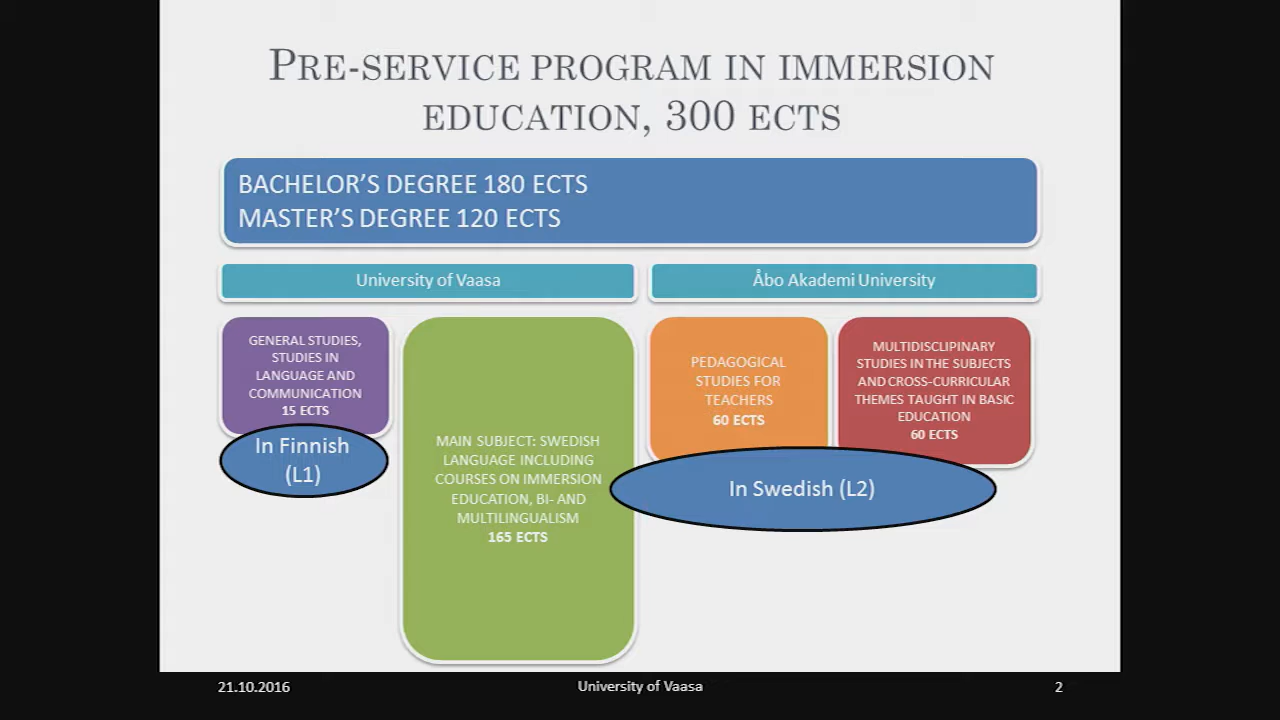 PRE-SERVICE PROGRAM IN IMMERSION
EDUCATION, 300 ECTS
BACHELOR'S DEGREE 180 ECTS
MASTER'S DEGREE 120 ECTS
University of Vaasa
Åbo Akademi University
GENERAL STUDIES,
STUDIES IN
LANGUAGE AND
COMMUNICATION
15 ECTS
In Finnish
(L1)
MAIN SUBJECT: SWEDISH
LANGUAGE INCLUDING
COURSES ON IMMERSION
EDUCATION, BI- AND
MULTILINGUALISM
165 ECTS
PEDAGOGICAL
STUDIES FOR
TEACHERS
60 ECTS
MULTIDISCLIPINARY
STUDIES IN THE SUBJECTS
AND CROSS-CURRICULAR
THEMES TAUGHT IN BASIC
EDUCATION
60 ECTS
In Swedish (L2)
21.10.2016
University of Vaasa
2